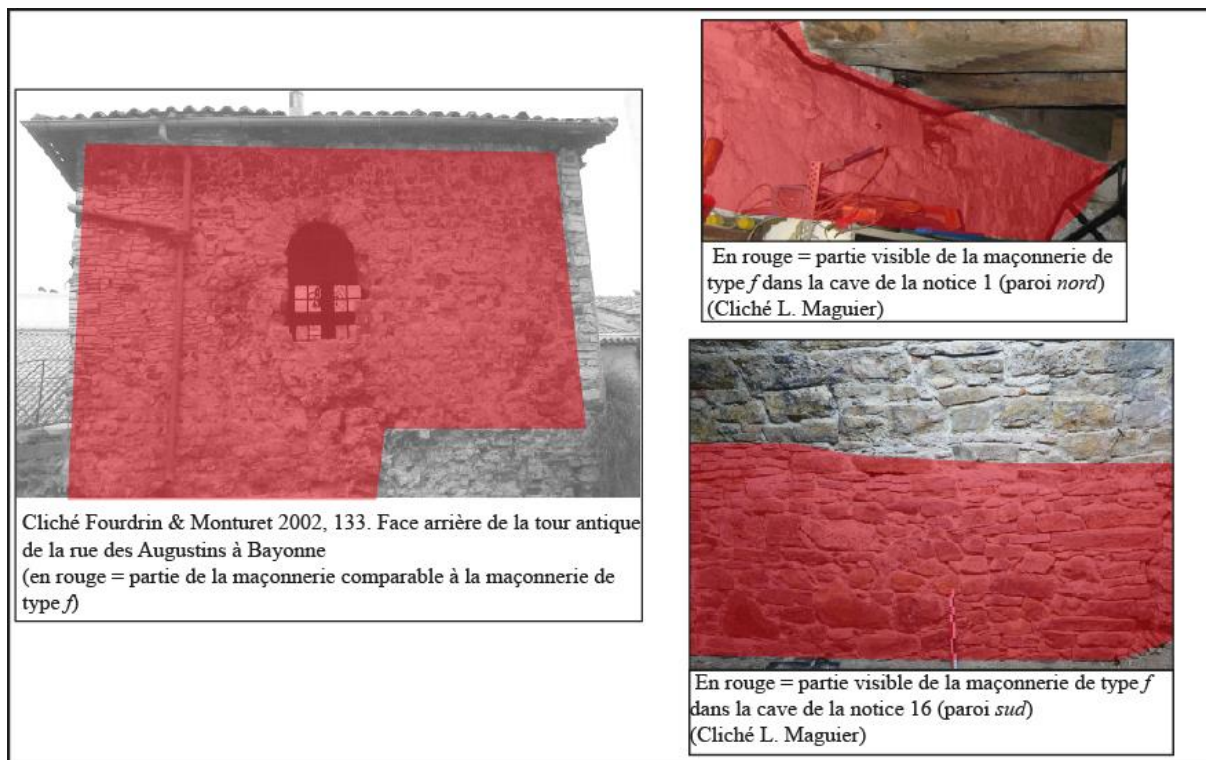 Cliché Fourdrin & Monturet 2002, 133. Face arrière de la tour antique
de la rue des Augustins à Bayonne
(en rouge = partie de la maçonnerie comparable à la maçonnerie de
type f)
En rouge = partie visible de la maçonnerie de
type f dans la cave de la notice 1 (paroi nord)
(Cliché L. Maguier)
En rouge = partie visible de la maçonnerie de type f
dans la cave de la notice 16 (paroi sud)
(Cliché L. Maguier)